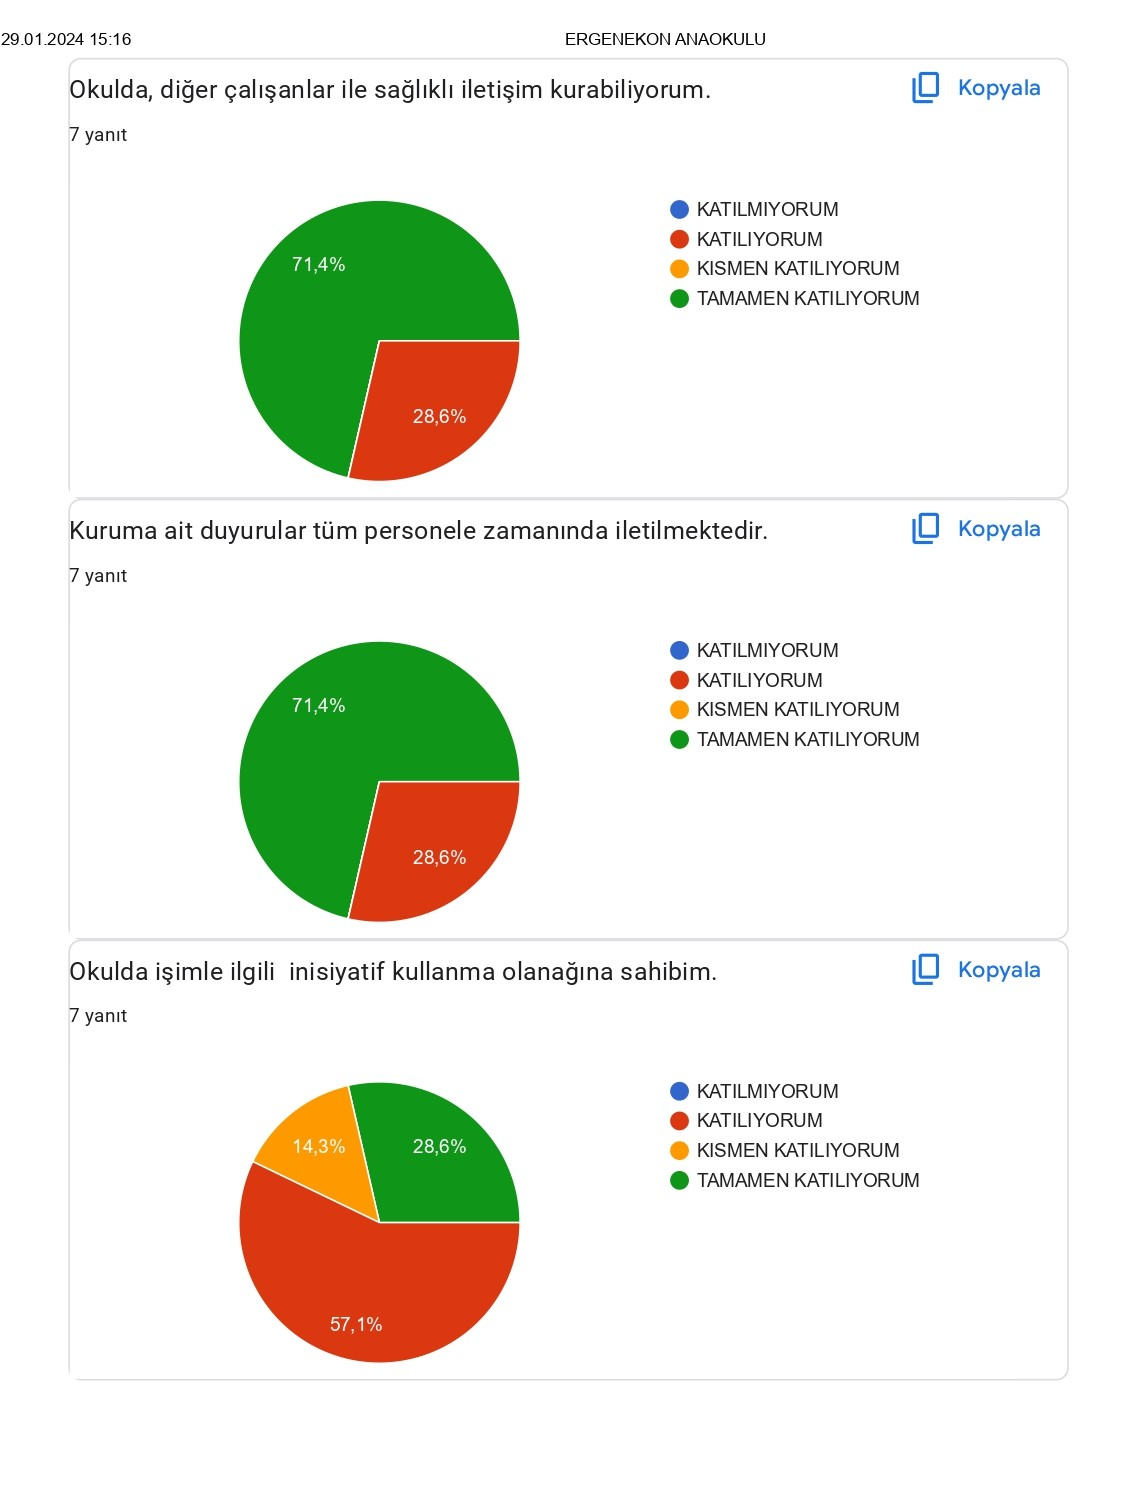 29.01.2024 15:16 ERGENEKON ANAOKULU
Okulda, diğer çalışanlar ile sağlıklı iletişim kurabiliyorum. Kopyala
7 yanıt
71,4%
28,6%
KATILMIYORUM
KATILIYORUM
KISMEN KATILIYORUM
TAMAMEN KATILIYORUM
Kuruma ait duyurular tüm personele zamanında iletilmektedir. Kopyala
7 yanıt
71,4%
28,6%
KATILMIYORUM
KATILIYORUM
KISMEN KATILIYORUM
TAMAMEN KATILIYORUM
Okulda işimle ilgili  inisiyatif kullanma olanağına sahibim. Kopyala
7 yanıt
14,3%
28,6%
57,1%
KATILMIYORUM
KATILIYORUM
KISMEN KATILIYORUM
TAMAMEN KATILIYORUM